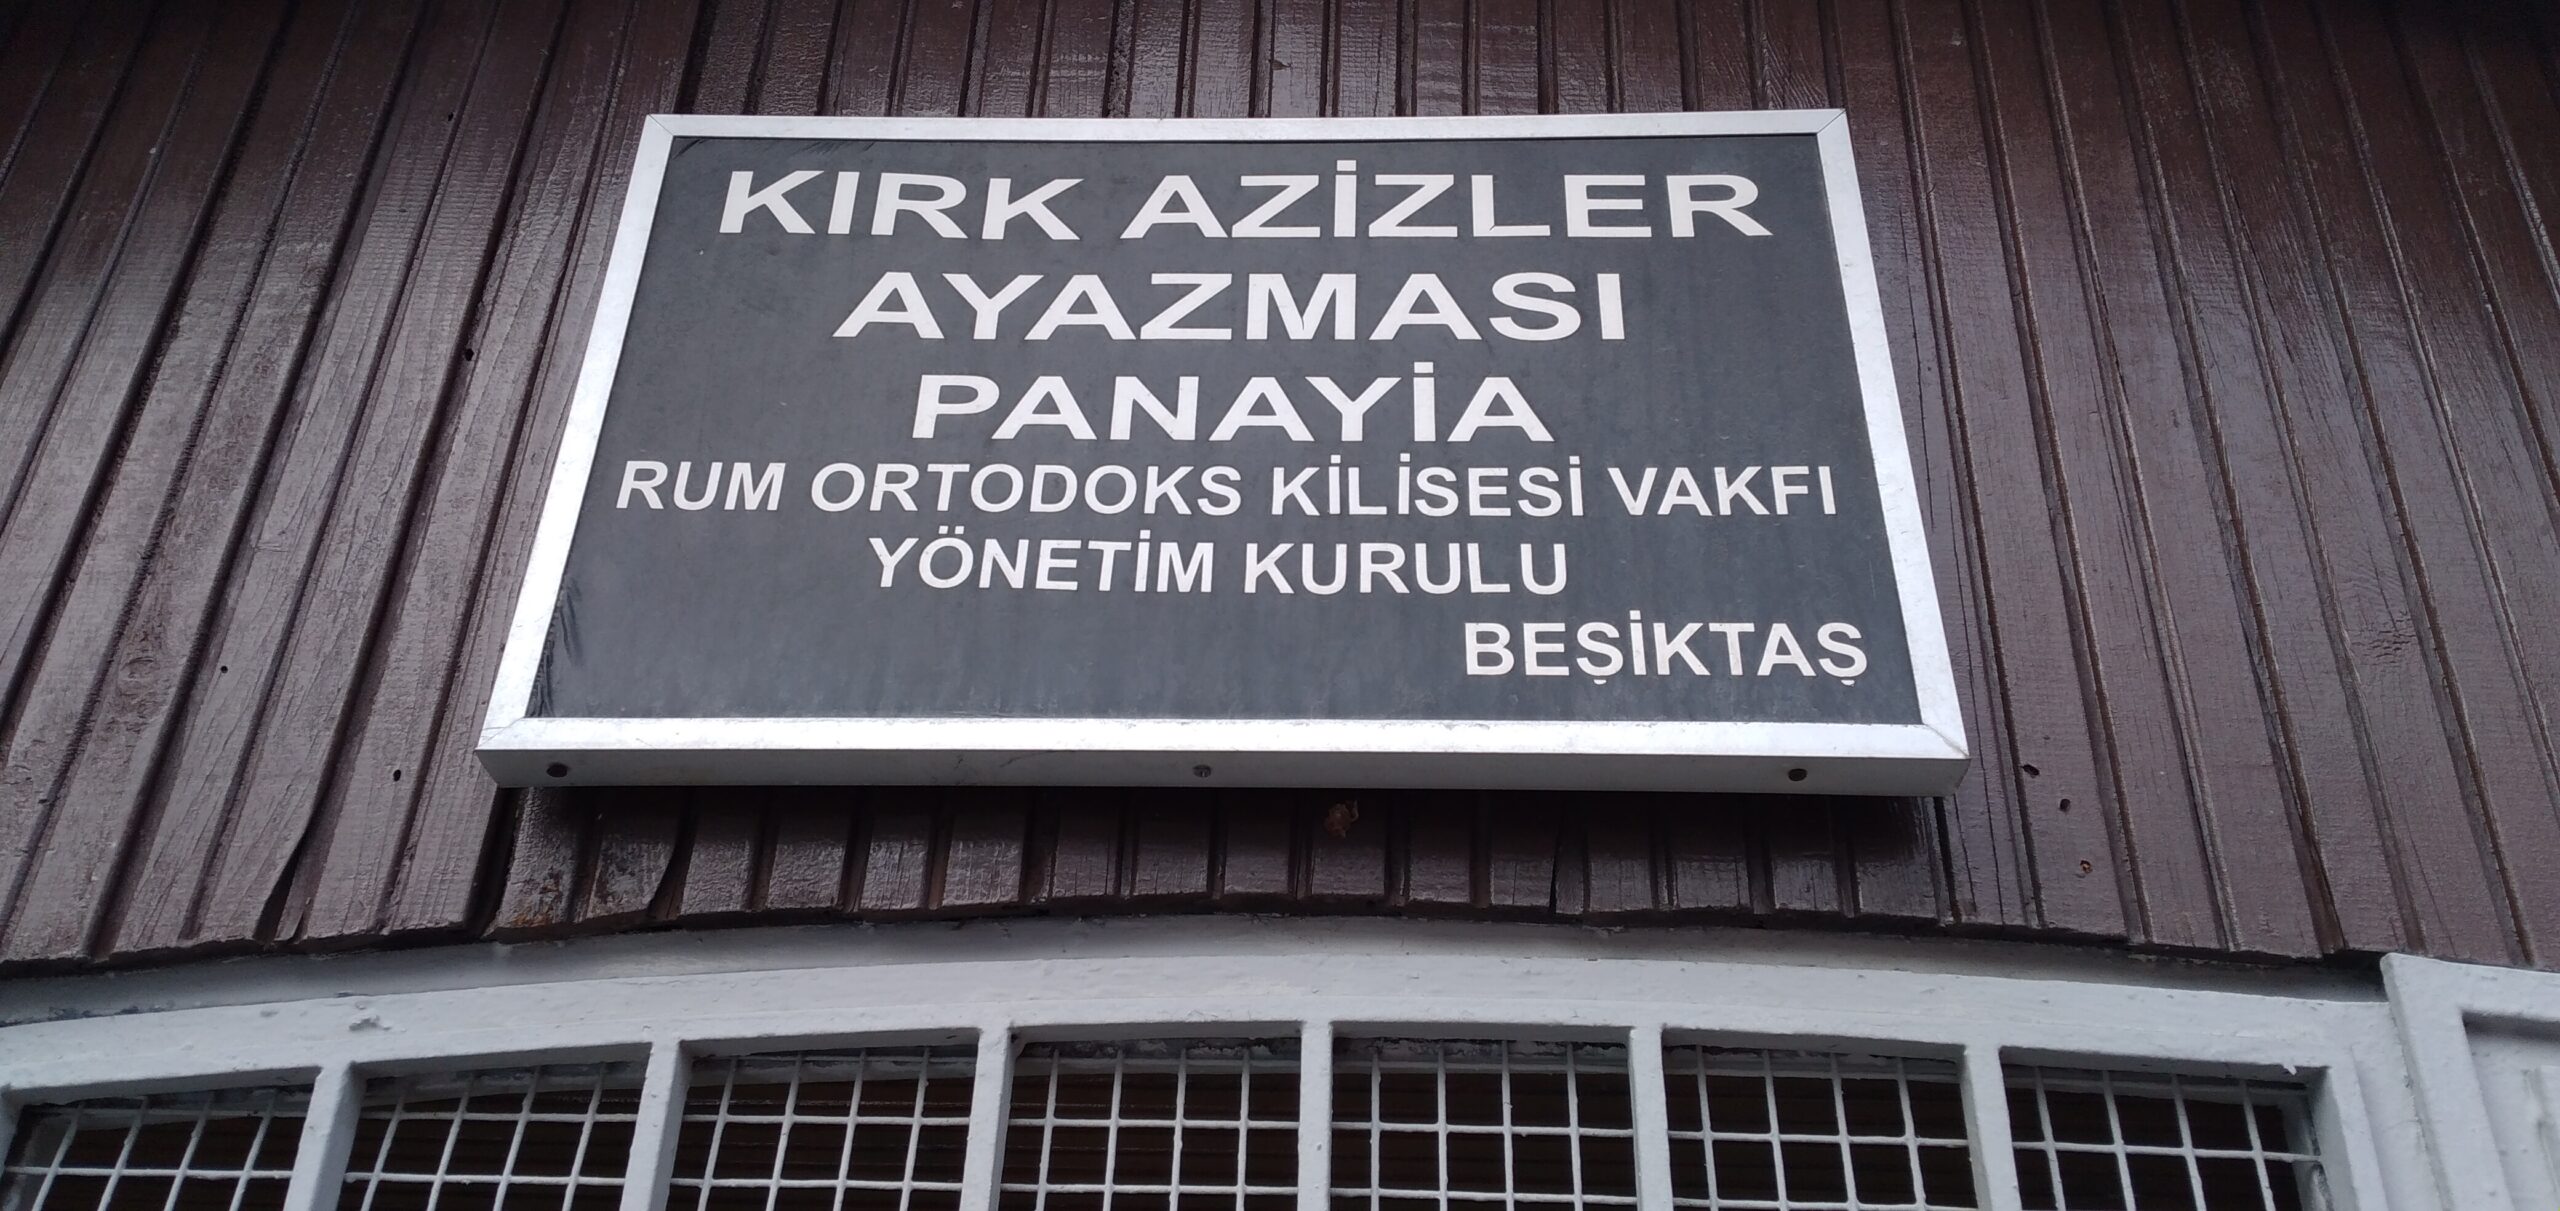 KIRK AZİZLER
AYAZMASI
PANAYİA
RUM ORTODOKS KİLİSESİ VAKFI
YÖNETİM KURULU
BEŞİKTAŞ